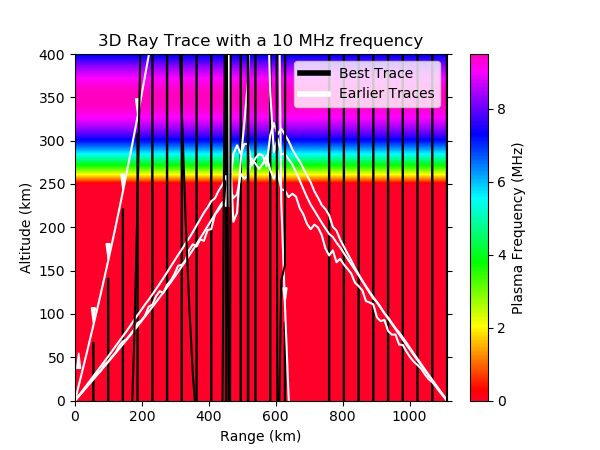 3D Ray Trace with a 10 MHz frequency
Best Trace
Earlier Traces
400
350
300
250
200
150
100
50
0
Altitude (km)
0 200 400 600 800 1000
Range (km)
8
6
4
2
0
Plasma Frequency (MHz)